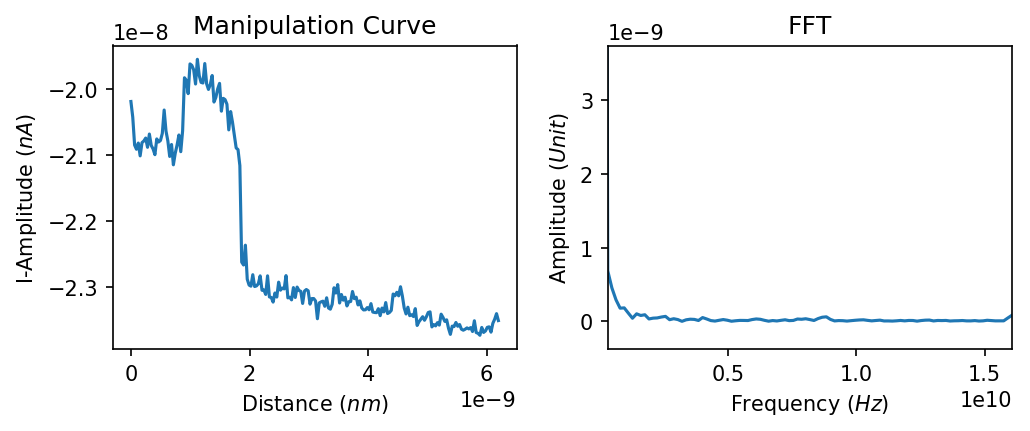 Manipulation Curve
1e−8
−2.0
−2.1
−2.2
−2.3
I-Amplitude (nA)
0 2 4 6
1e−9
Distance (nm)
FFT
1e−9
3
2
1
0
Amplitude (Unit)
0.5 1.0 1.5
1e10
Frequency (Hz)